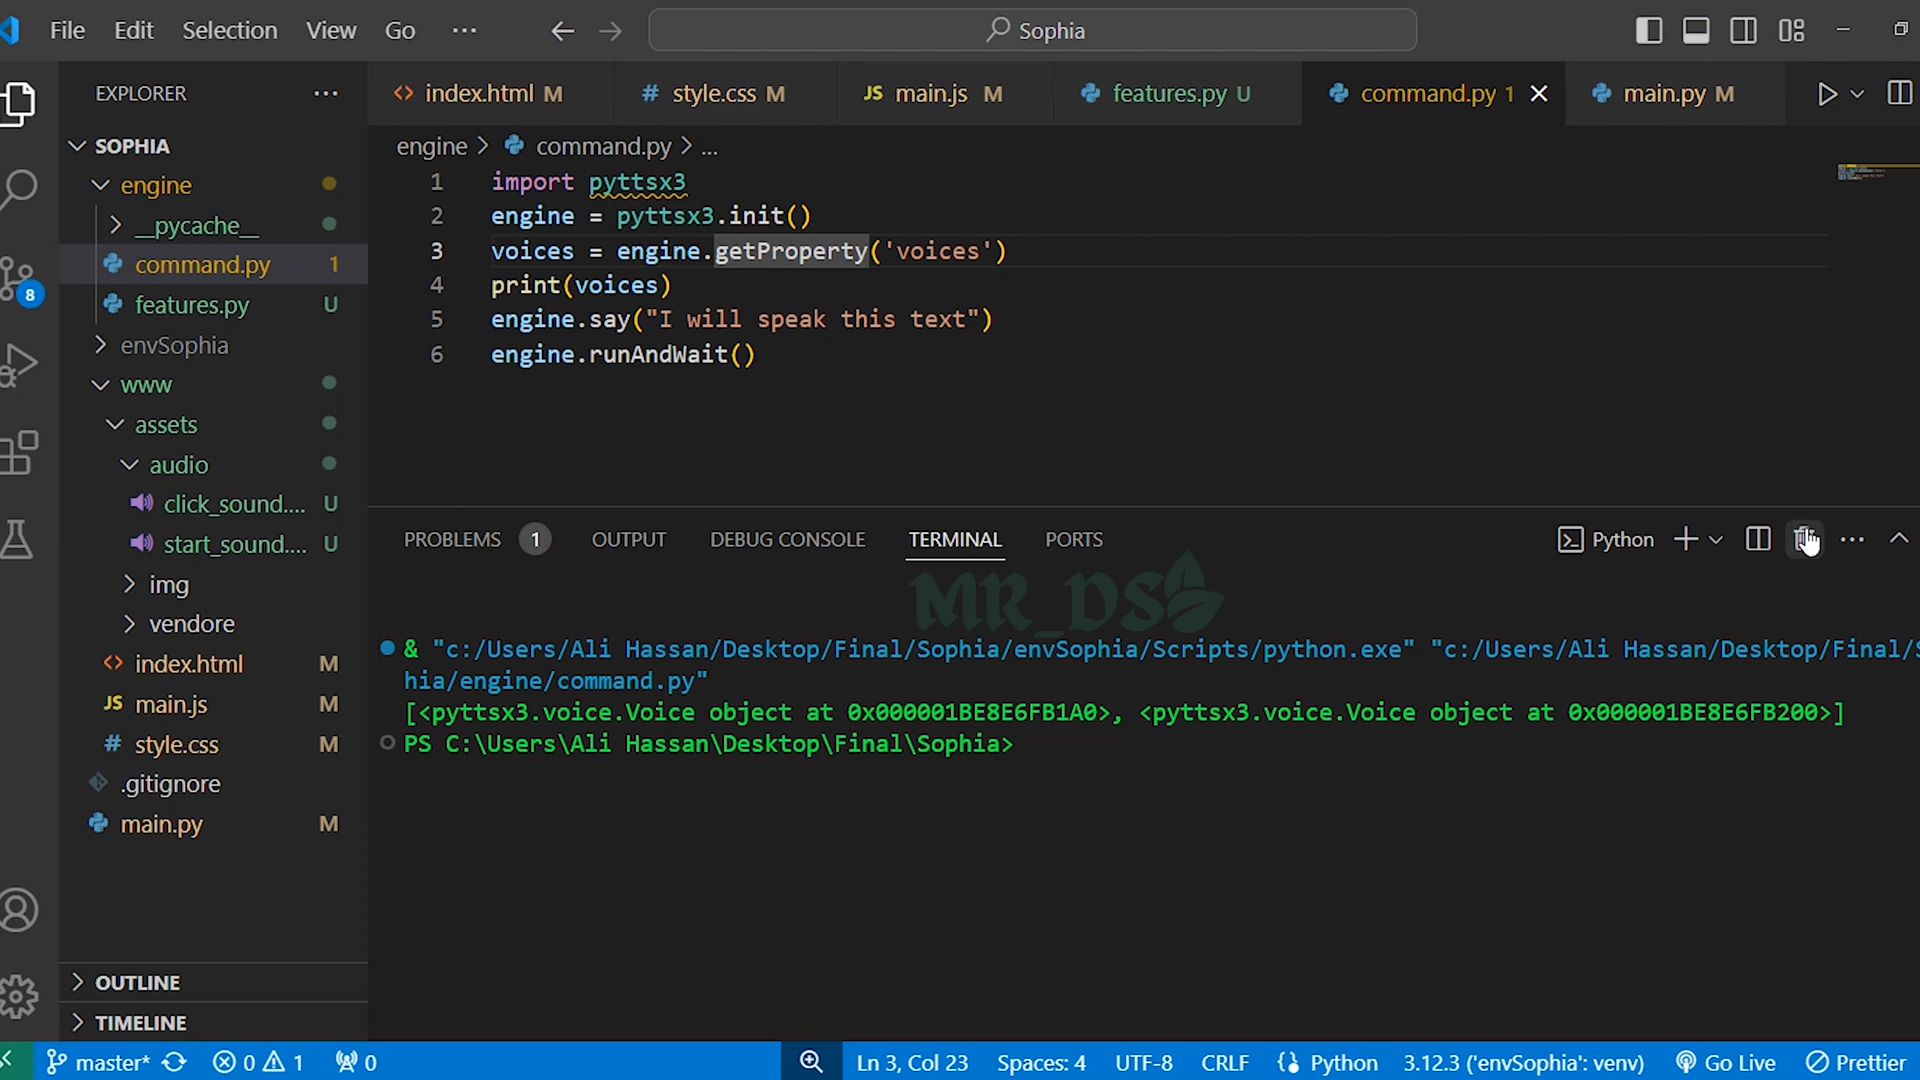 File Edit Selection View Go ... Sophia
EXPLORER ...
SOPHIA
engine
__pycache__
command.py 1
features.py U
envSophia
www
assets
audio
click_sound.... U
start_sound.... U
img
vendore
index.html M
JS main.js M
# style.css M
.gitignore
main.py M
OUTLINE
TIMELINE
index.html M # style.css M JS main.js M features.py U command.py 1 main.py M
engine > command.py > ...
1 import pyttsx3
2 engine = pyttsx3.init()
3 voices = engine.getProperty('voices')
4 print(voices)
5 engine.say("I will speak this text")
6 engine.runAndWait()
PROBLEMS 1 OUTPUT DEBUG CONSOLE TERMINAL PORTS Python
MR_DS
& "c:/Users/Ali Hassan/Desktop/Final/Sophia/envSophia/Scripts/python.exe" "c:/Users/Ali Hassan/Desktop/Final/S
hia/engine/command.py"
[<pyttsx3.voice.Voice object at 0x000001BE8E6FB1A0>, <pyttsx3.voice.Voice object at 0x000001BE8E6FB200>]
PS C:\Users\Ali Hassan\Desktop\Final\Sophia>
8
master* 0 1 0 Ln 3, Col 23 Spaces: 4 UTF-8 CRLF Python 3.12.3 ('envSophia': venv) Go Live Prettier